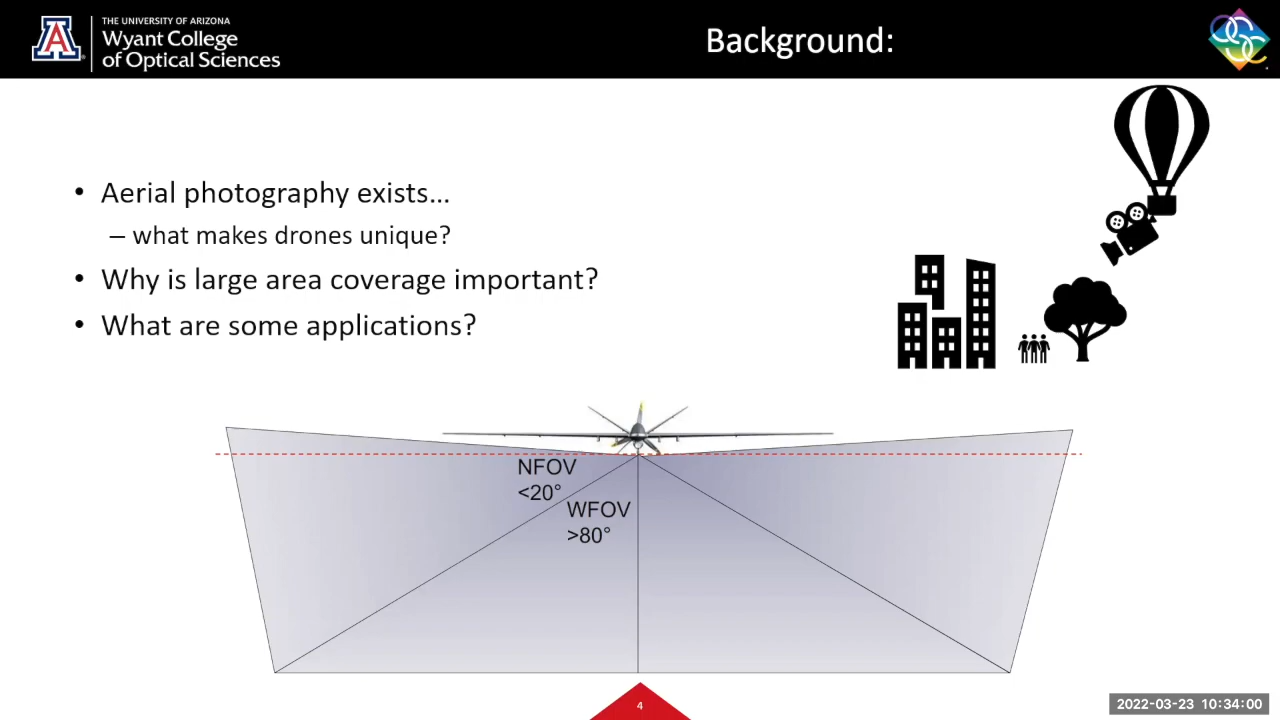 THE UNIVERSITY OF ARIZONA
Wyant College
of Optical Sciences
Background:
• Aerial photography exists...
– what makes drones unique?
• Why is large area coverage important?
• What are some applications?
NFOV
<20°
WFOV
>80°
4
2022-03-23 10:34:00